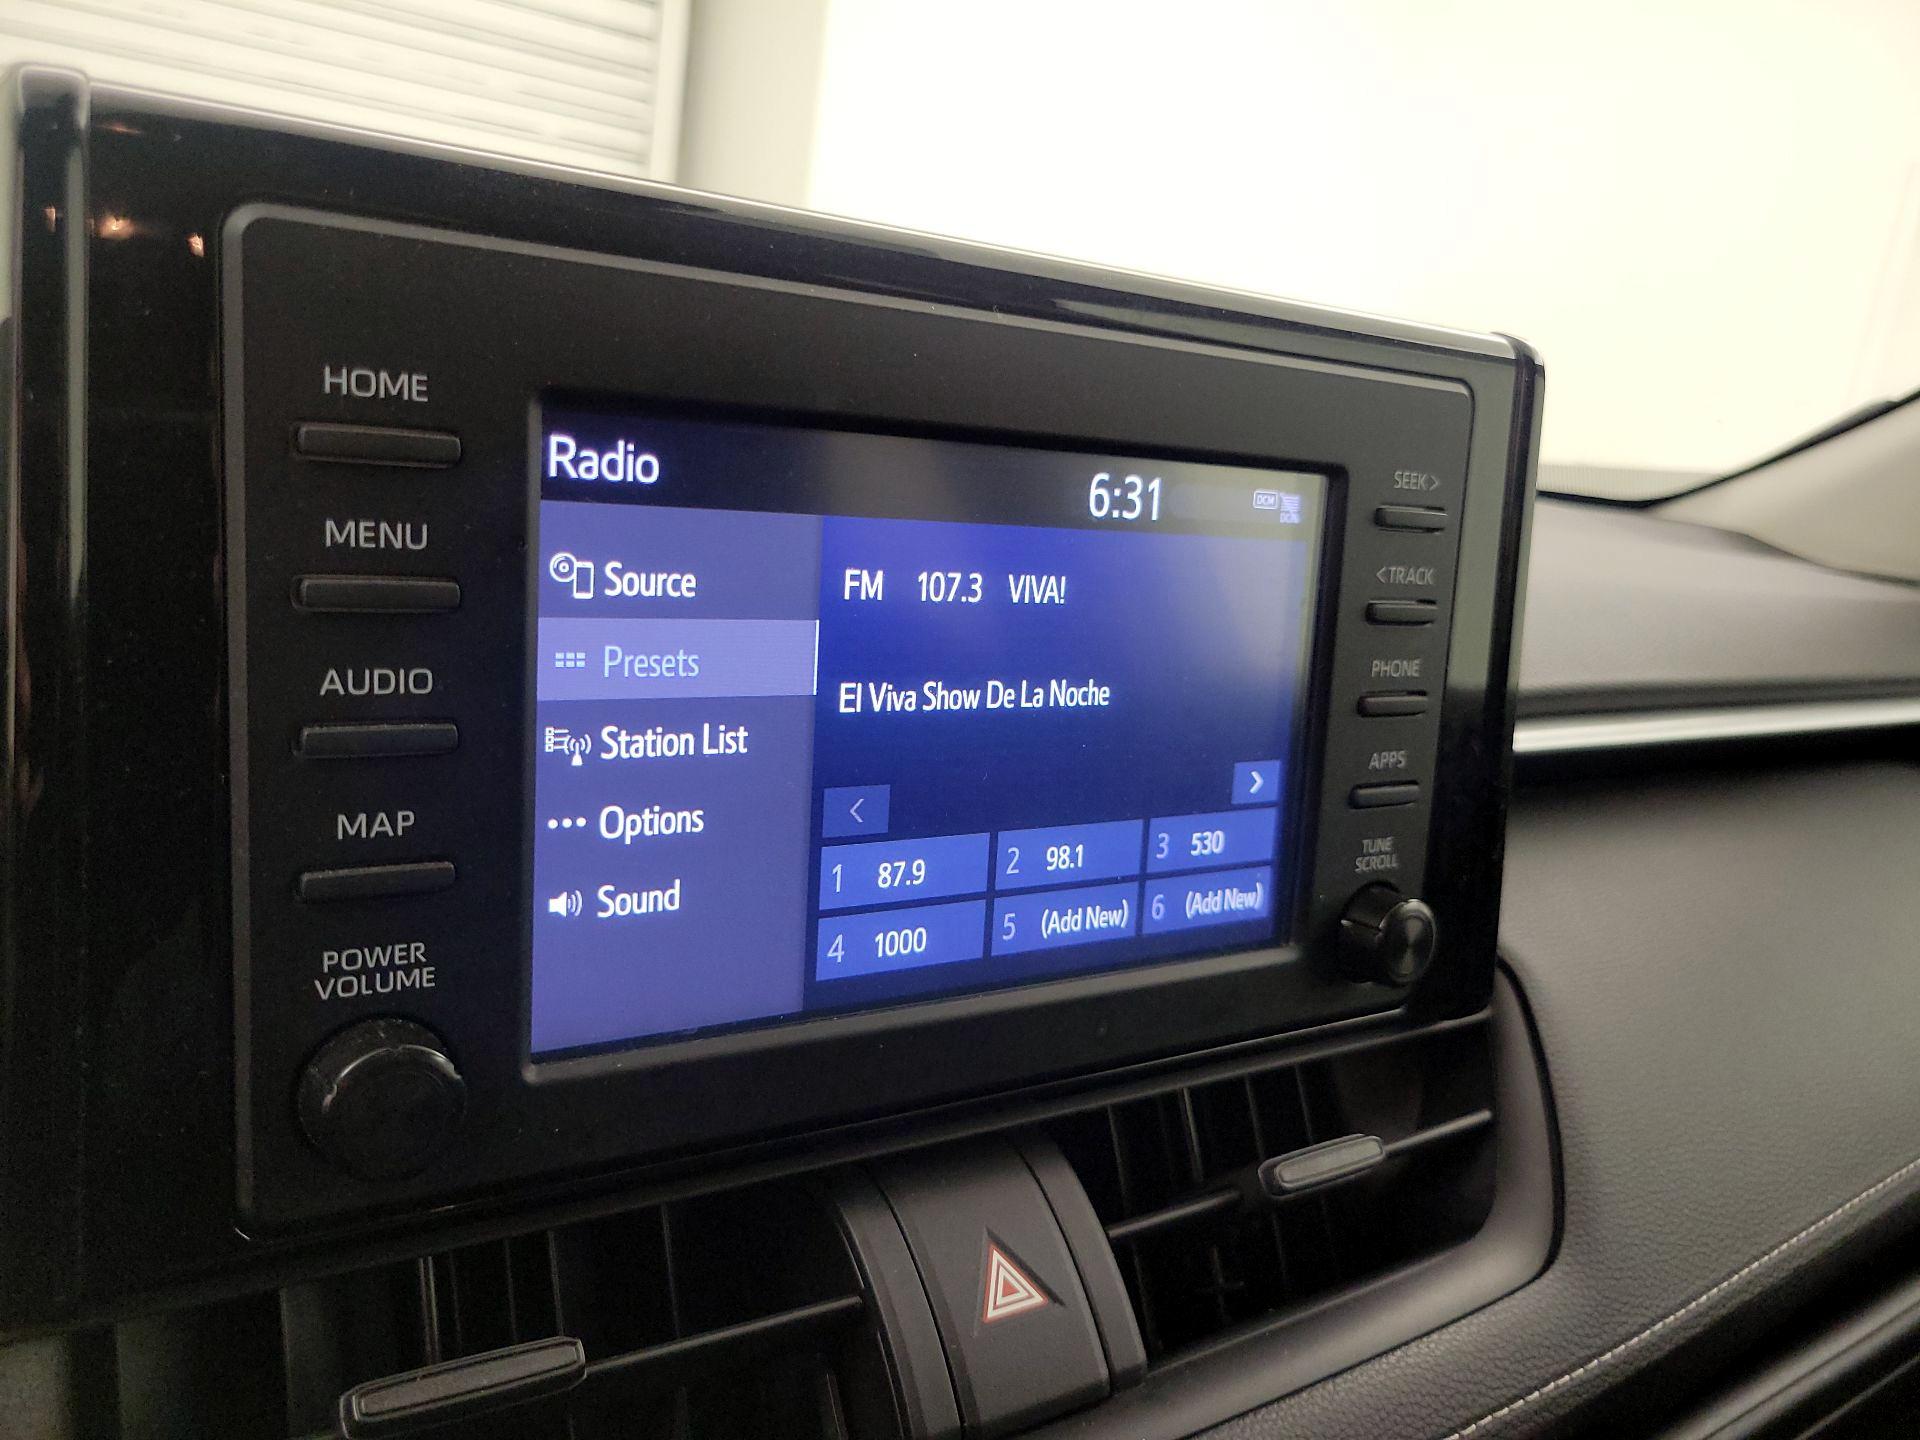 HOME
MENU
AUDIO
MAP
POWER
VOLUME
Radio
6:31
DCM
DCM
Source
Presets
Station List
Options
Sound
FM 107.3 VIVA!
El Viva Show De La Noche
<
>
1 87.9
2 98.1
3 530
4 1000
5 (Add New)
6 (Add New)
SEEK>
<TRACK
PHONE
APPS
TUNE
SCROLL